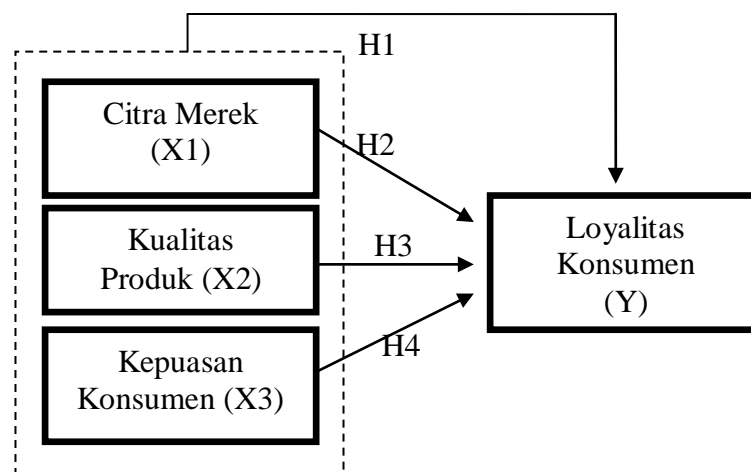 H1
Citra Merek
(X1)
H2
Kualitas
Produk (X2)
H3
Kepuasan
Konsumen (X3)
H4
Loyalitas
Konsumen
(Y)